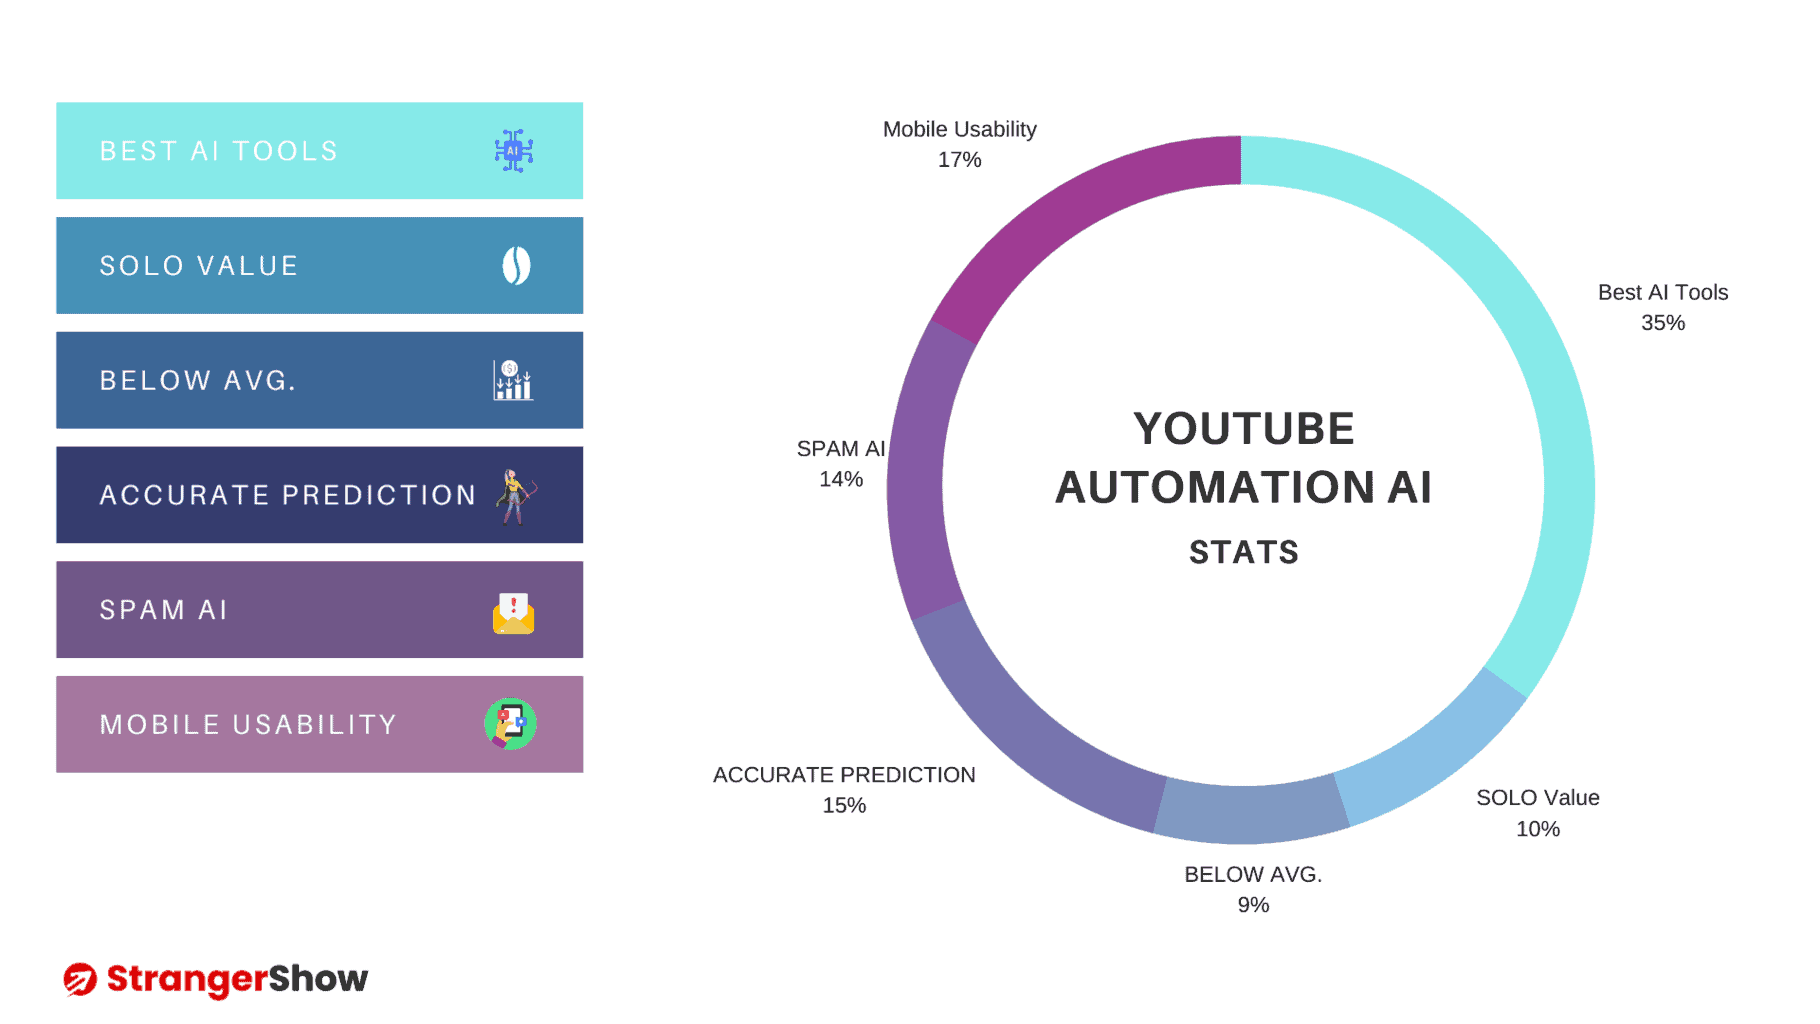 BEST AI TOOLS
AI
SOLO VALUE
BELOW AVG.
$
ACCURATE PREDICTION
SPAM AI
!
MOBILE USABILITY
Mobile Usability
17%
Best AI Tools
35%
SPAM AI
14%
YOUTUBE
AUTOMATION AI
STATS
ACCURATE PREDICTION
15%
SOLO Value
10%
BELOW AVG.
9%
StrangerShow